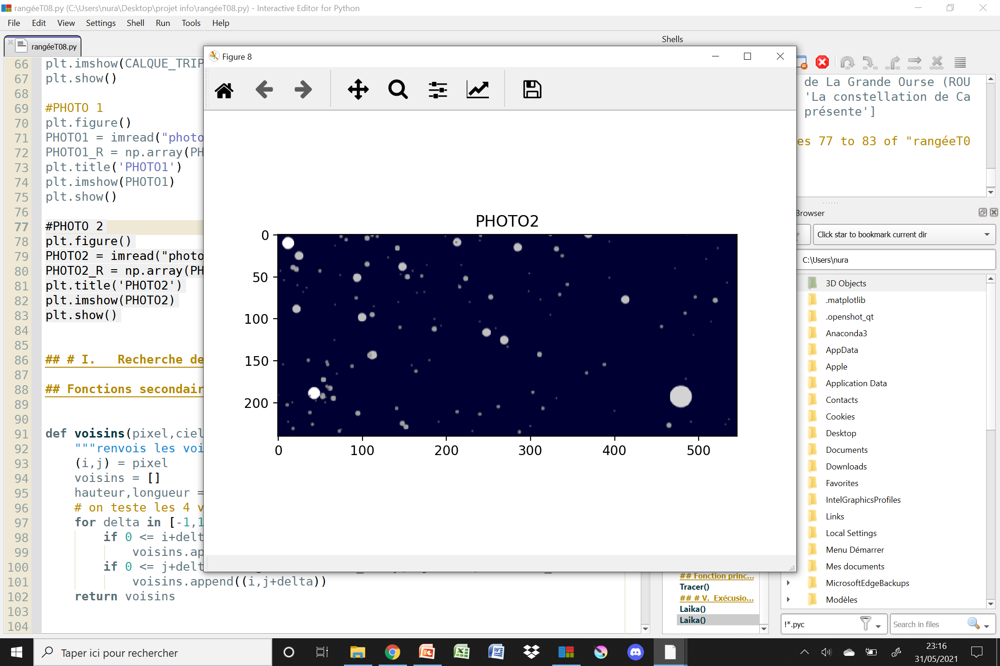 rangéeT08.py (C:\Users\nura\Desktop\projet info\rangéeT08.py) - Interactive Editor for Python
File Edit View Settings Shell Run Tools Help
rangéeT08.py
66 plt.imshow(CALQUE_TRIP
67 plt.show()
68
69 #PHOTO 1
70 plt.figure()
71 PHOTO1 = imread("photo
72 PHOTO1_R = np.array(PH
73 plt.title('PHOTO1')
74 plt.imshow(PHOTO1)
75 plt.show()
76
77 #PHOTO 2
78 plt.figure()
79 PHOTO2 = imread("photo
80 PHOTO2_R = np.array(PH
81 plt.title('PHOTO2')
82 plt.imshow(PHOTO2)
83 plt.show()
84
85
86 ## # I.   Recherche de
87
88 ## Fonctions secondair
89
90
91 def voisins(pixel,ciel
92     """renvois les voi
93     (i,j) = pixel
94     voisins = []
95     hauteur,longueur =
96     # on teste les 4 v
97     for delta in [-1,1
98         if 0 <= i+delt
99             voisins.ap
100         if 0 <= j+delt
101             voisins.append((i,j+delta))
102     return voisins
103
104
Figure 8
PHOTO2
0
50
100
150
200
0 100 200 300 400 500
Shells
de La Grande Ourse (ROU
'La constellation de Ca
présente']
es 77 to 83 of "rangéeT0
Browser
Click star to bookmark current dir
C:\Users\nura
3D Objects
.matplotlib
.openshot_qt
Anaconda3
AppData
Apple
Application Data
Contacts
Cookies
Desktop
Documents
Downloads
Favorites
IntelGraphicsProfiles
Links
Local Settings
Menu Démarrer
Mes documents
MicrosoftEdgeBackups
Modèles
!*.pyc
Search in files
## Fonction princ...
Tracer()
## # V.  Exécusio...
Laika()
Laika()
Taper ici pour rechercher
23:16
31/05/2021